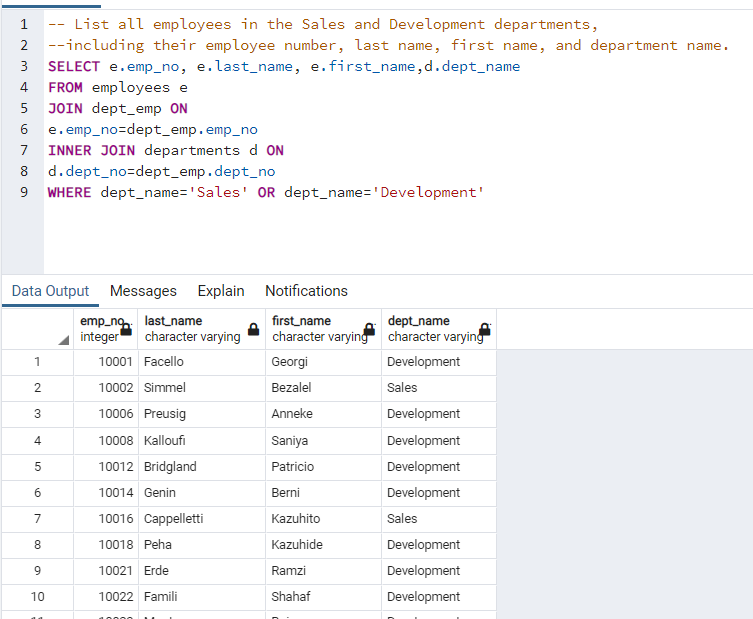 1 -- List all employees in the Sales and Development departments,
2 --including their employee number, last name, first name, and department name.
3 SELECT e.emp_no, e.last_name, e.first_name,d.dept_name
4 FROM employees e
5 JOIN dept_emp ON
6 e.emp_no=dept_emp.emp_no
7 INNER JOIN departments d ON
8 d.dept_no=dept_emp.dept_no
9 WHERE dept_name='Sales' OR dept_name='Development'
Data Output Messages Explain Notifications
emp_no last_name first_name dept_name
integer character varying character varying character varying
1 10001 Facello Georgi Development
2 10002 Simmel Bezalel Sales
3 10006 Preusig Anneke Development
4 10008 Kalloufi Saniya Development
5 10012 Bridgland Patricio Development
6 10014 Genin Berni Development
7 10016 Cappelletti Kazuhito Sales
8 10018 Peha Kazuhide Development
9 10021 Erde Ramzi Development
10 10022 Famili Shahaf Development